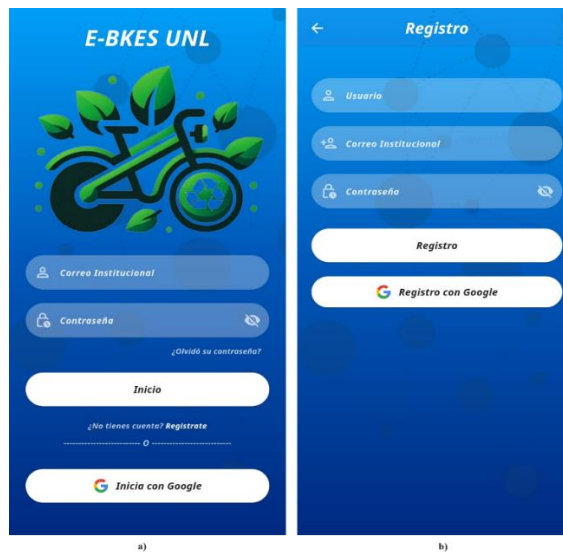 E-BKES UNL
Correo Institucional
Contraseña
¿Olvidó su contraseña?
Inicio
¿No tienes cuenta? Regístrate
-------------------------- O ---------------------------
Inicia con Google
a)
Registro
Usuario
Correo Institucional
Contraseña
Registro
Registro con Google
b)